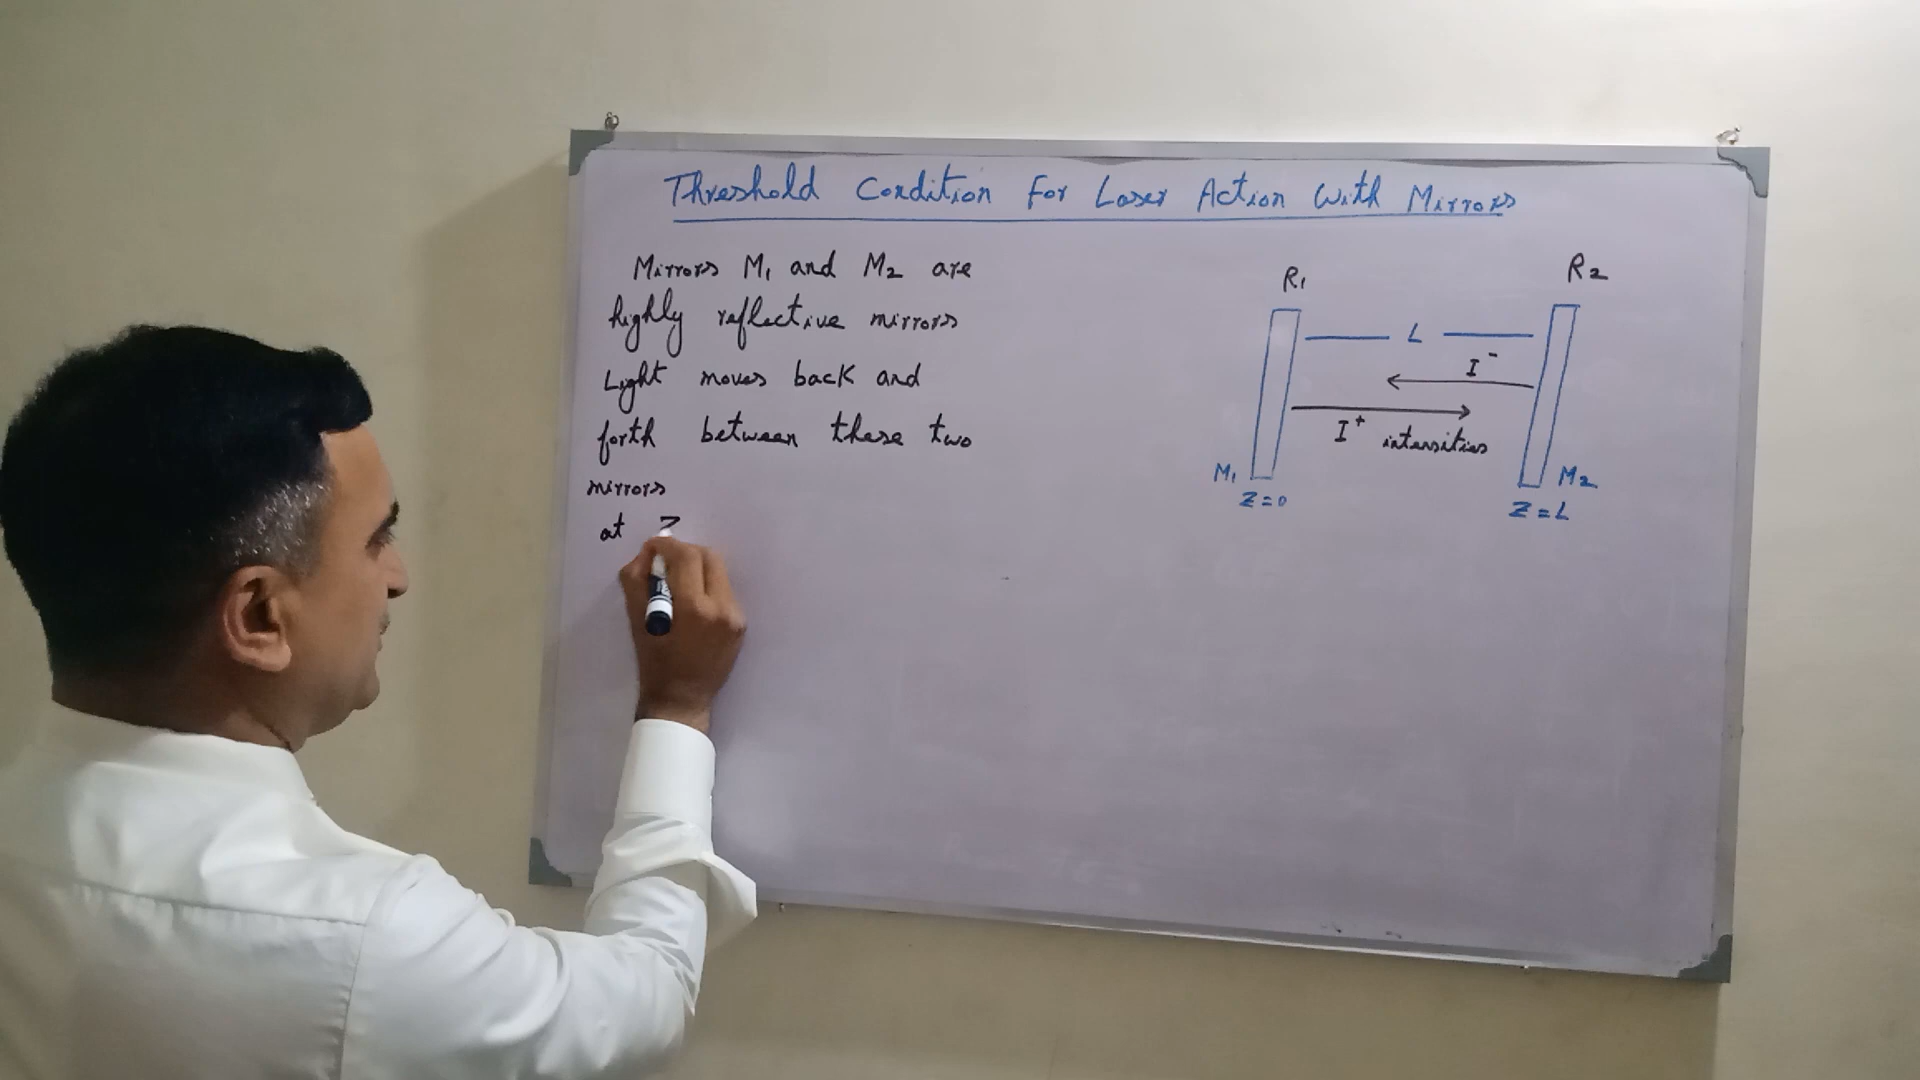 Threshold Condition For Laser Action With Mirrors
Mirrors M₁ and M₂ are
highly reflective mirrors
Light moves back and
forth between these two
mirrors
at Z
R₁
R₂
L
I⁻
I⁺ intensities
M₁
M₂
Z=0
Z=L